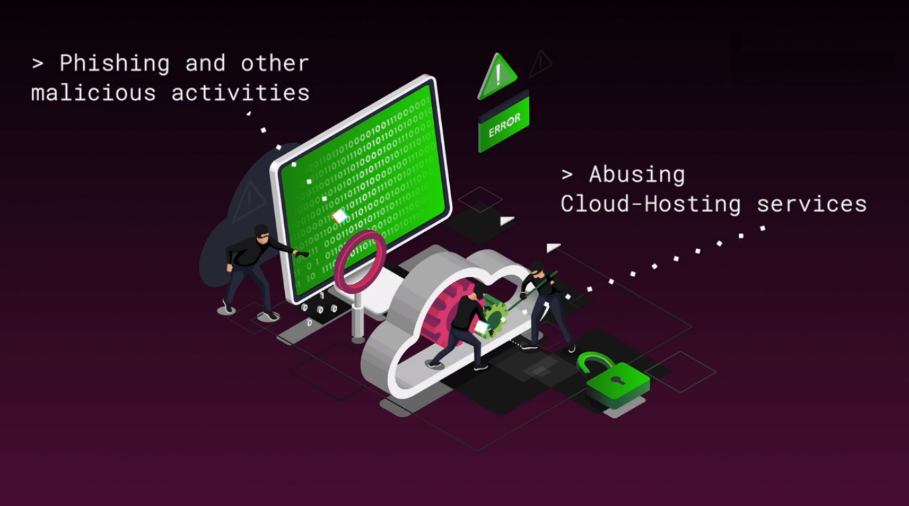 > Phishing and other
malicious activities
ERROR
> Abusing
Cloud-Hosting services